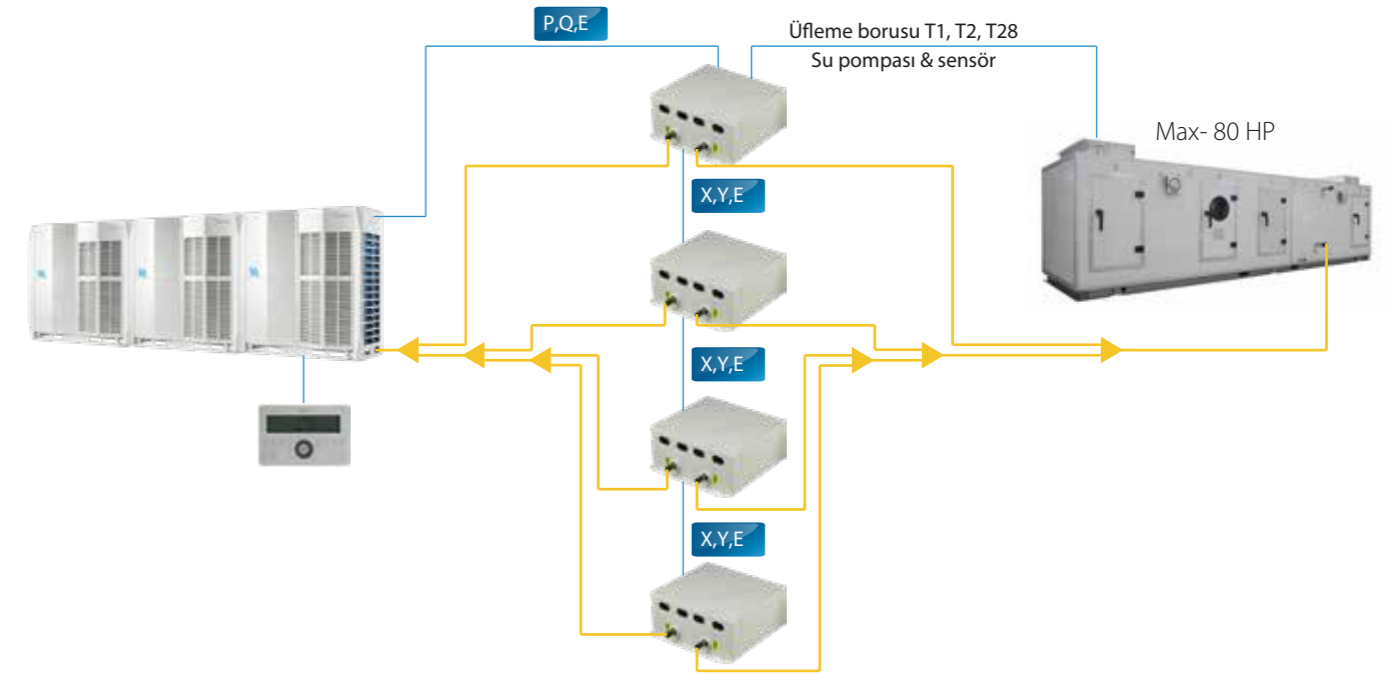 P,Q,E
Üfleme borusu T1, T2, T28
Su pompası & sensör
Max- 80 HP
X,Y,E
X,Y,E
X,Y,E